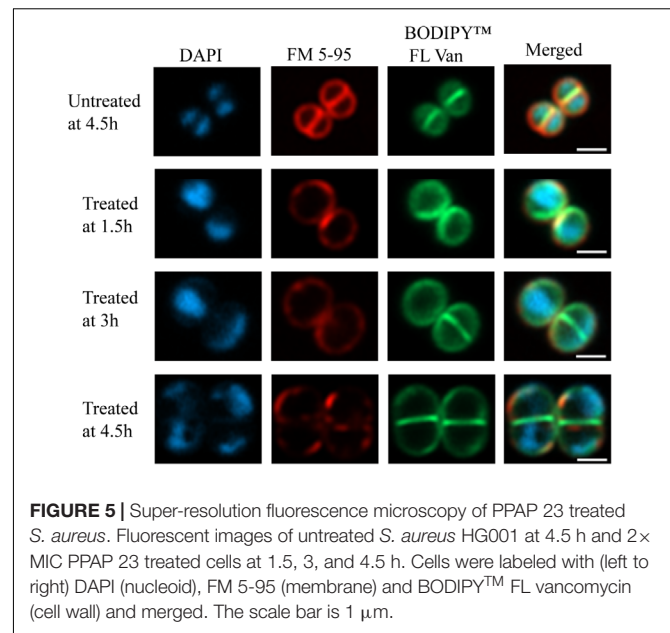 DAPI FM 5-95 BODIPY™ FL Van Merged
Untreated
at 4.5h
Treated
at 1.5h
Treated
at 3h
Treated
at 4.5h
FIGURE 5 | Super-resolution fluorescence microscopy of PPAP 23 treated
S. aureus. Fluorescent images of untreated S. aureus HG001 at 4.5 h and 2×
MIC PPAP 23 treated cells at 1.5, 3, and 4.5 h. Cells were labeled with (left to
right) DAPI (nucleoid), FM 5-95 (membrane) and BODIPY™ FL vancomycin
(cell wall) and merged. The scale bar is 1 μm.